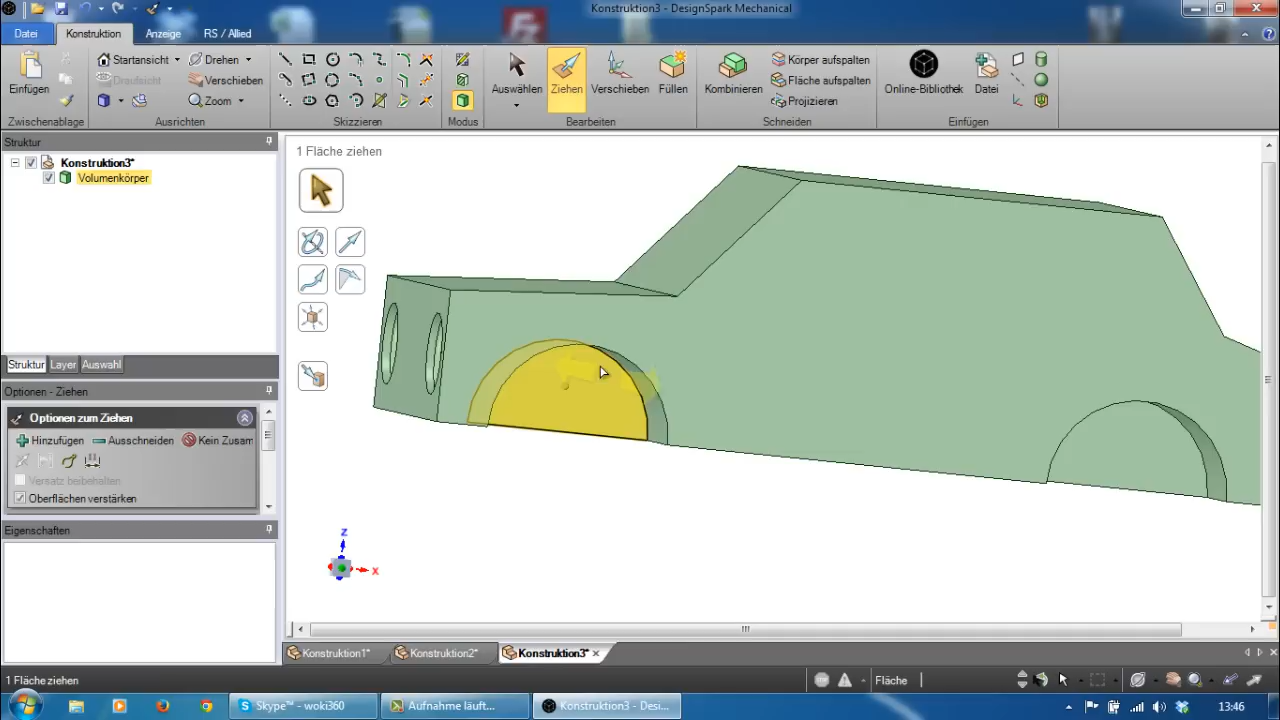 Konstruktion3 - DesignSpark Mechanical
Datei Konstruktion Anzeige RS / Allied
Einfügen
Startansicht Drehen
Draufsicht Verschieben
Zoom
Auswählen Ziehen Verschieben Füllen
Kombinieren
Körper aufspalten
Fläche aufspalten
Projizieren
Online-Bibliothek Datei
Zwischenablage Ausrichten Skizzieren Modus Bearbeiten Schneiden Einfügen
Struktur
Konstruktion3*
Volumenkörper
1 Fläche ziehen
Struktur Layer Auswahl
Optionen - Ziehen
Optionen zum Ziehen
Hinzufügen Ausschneiden Kein Zusam
Versatz beibehalten
Oberflächen verstärken
Eigenschaften
z
x
Konstruktion1* Konstruktion2* Konstruktion3*
1 Fläche ziehen Fläche
Skype™ - woki360 Aufnahme läuft... Konstruktion3 - Desi... 13:46